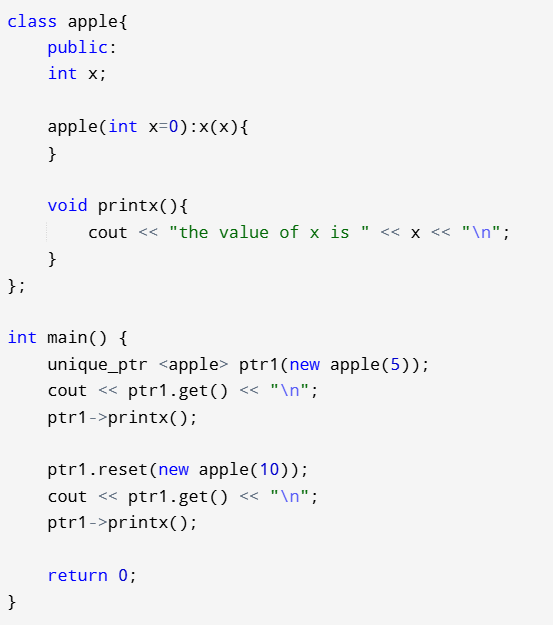 class apple{
    public:
    int x;

    apple(int x=0):x(x){
    }

    void printx(){
        cout << "the value of x is " << x << "\n";
    }
};

int main() {
    unique_ptr <apple> ptr1(new apple(5));
    cout << ptr1.get() << "\n";
    ptr1->printx();

    ptr1.reset(new apple(10));
    cout << ptr1.get() << "\n";
    ptr1->printx();

    return 0;
}